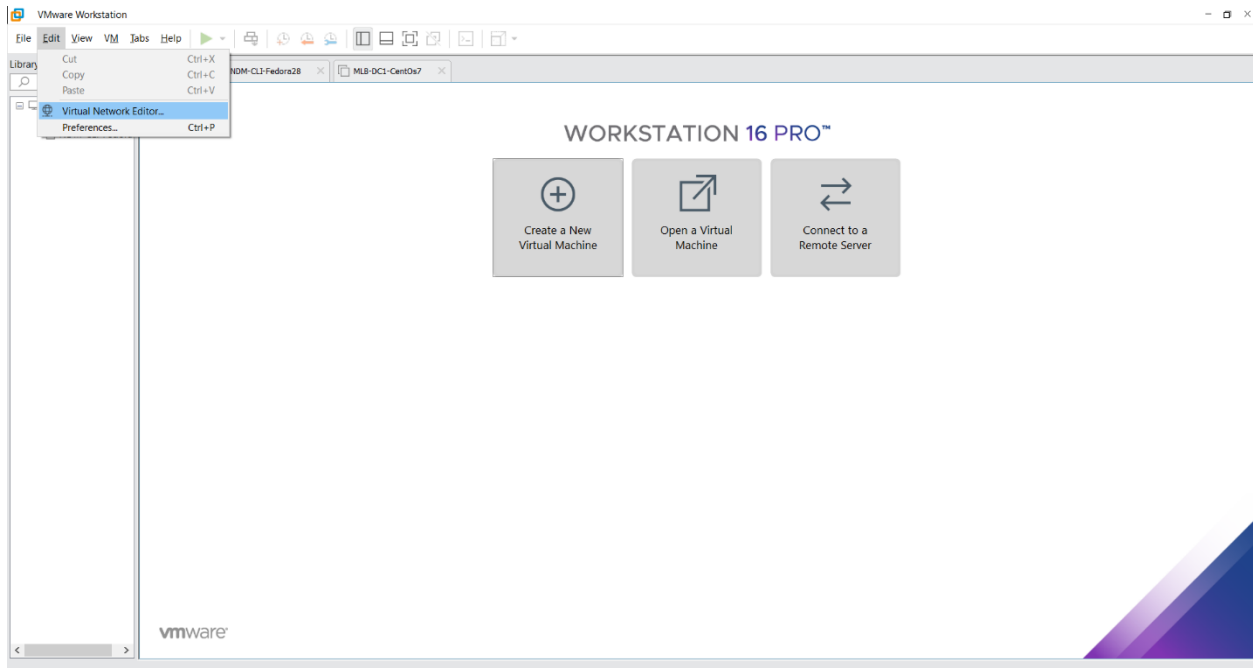 VMware Workstation
File Edit View VM Tabs Help
Library
Cut Ctrl+X
Copy Ctrl+C
Paste Ctrl+V
Virtual Network Editor...
Preferences... Ctrl+P
NDM-CLI-Fedora28
MLB-DC1-CentOs7
WORKSTATION 16 PRO™
Create a New
Virtual Machine
Open a Virtual
Machine
Connect to a
Remote Server
vmware